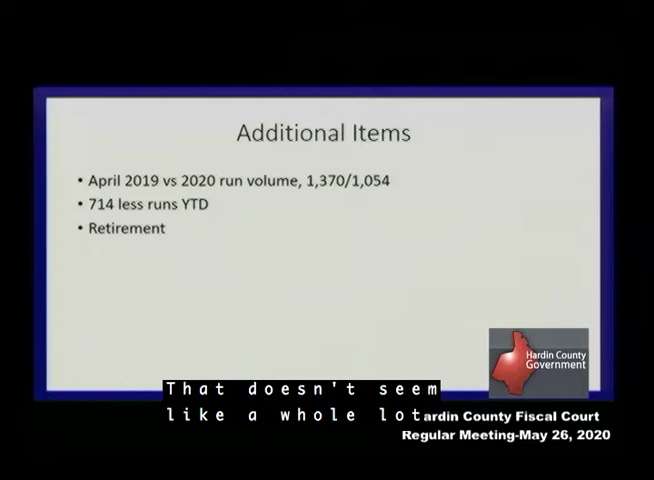 Additional Items
• April 2019 vs 2020 run volume, 1,370/1,054
• 714 less runs YTD
• Retirement
Hardin County
Government
That doesn't seem
like a whole lot
ardin County Fiscal Court
Regular Meeting-May 26, 2020